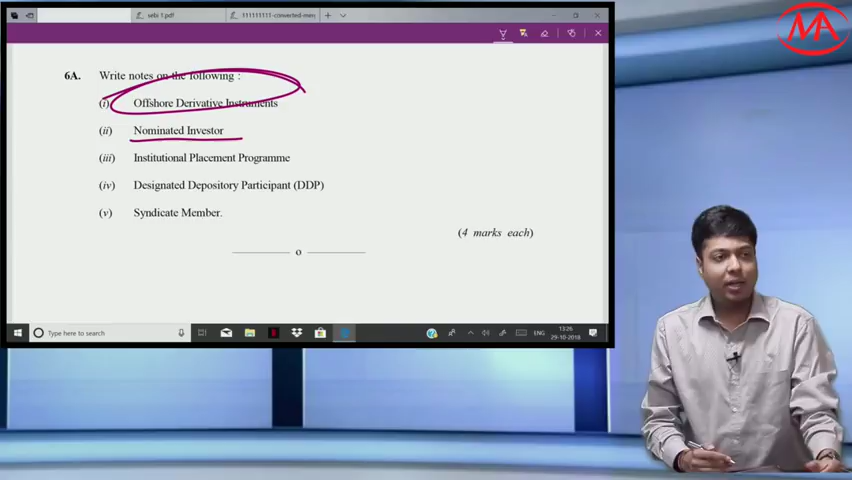 sebi 1.pdf
111111111-converted-mer
MA
6A. Write notes on the following :
(i) Offshore Derivative Instruments
(ii) Nominated Investor
(iii) Institutional Placement Programme
(iv) Designated Depository Participant (DDP)
(v) Syndicate Member.
(4 marks each)
o
Type here to search
ENG
13:26
29-10-2018